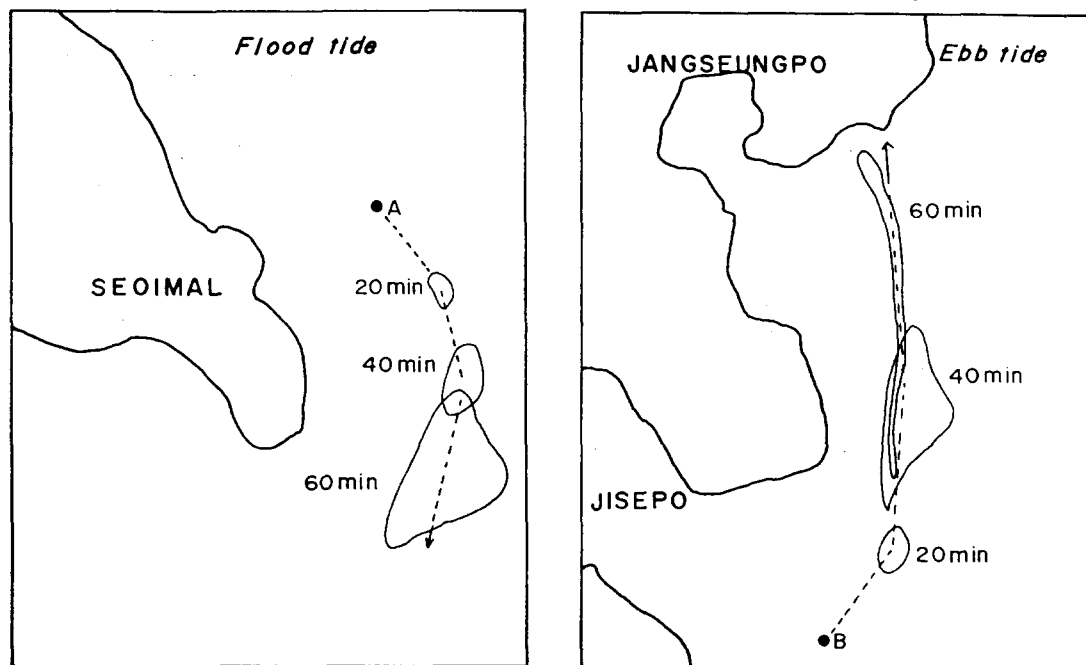 Flood tide
A
SEOIMAL
20 min
40 min
60 min
Ebb tide
JANGSEUNGPO
60 min
40 min
JISEPO
20 min
B